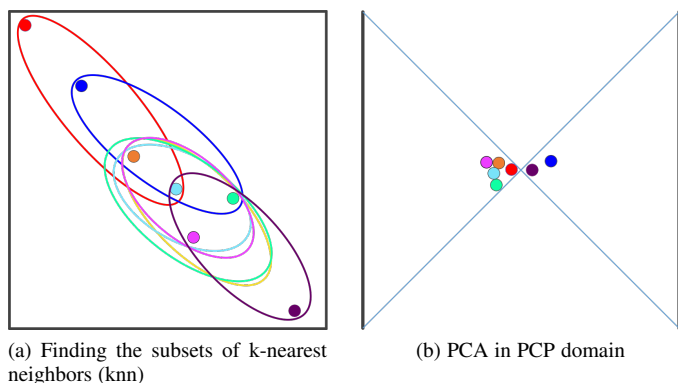 (a) Finding the subsets of k-nearest
neighbors (knn)
(b) PCA in PCP domain